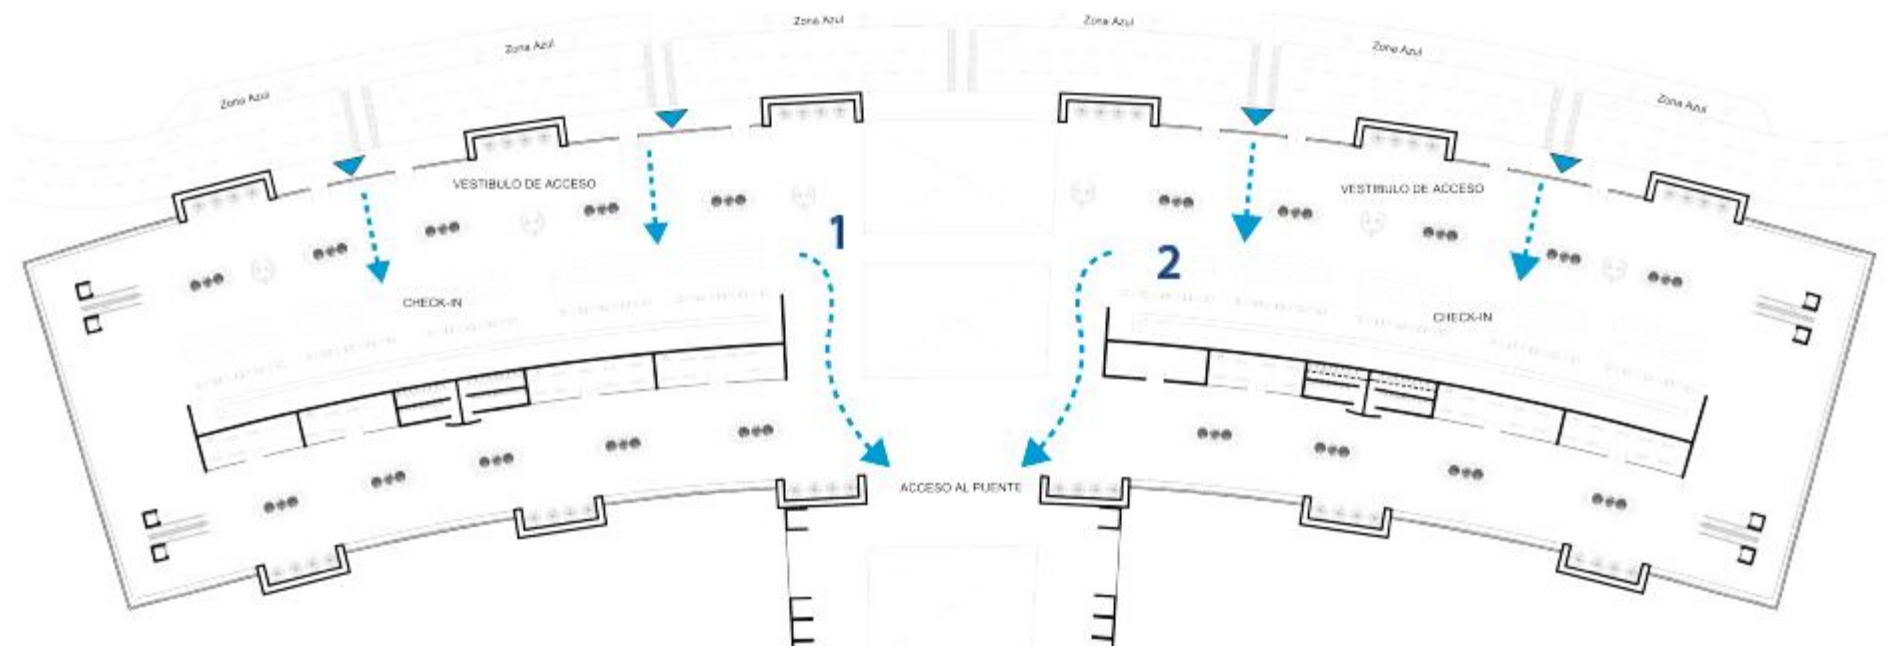 Zona Azul
Zona Azul
Zona Azul
Zona Azul
Zona Azul
Zona Azul
VESTIBULO DE ACCESO
VESTIBULO DE ACCESO
1
2
CHECK-IN
CHECK-IN
ACCESO AL PUENTE